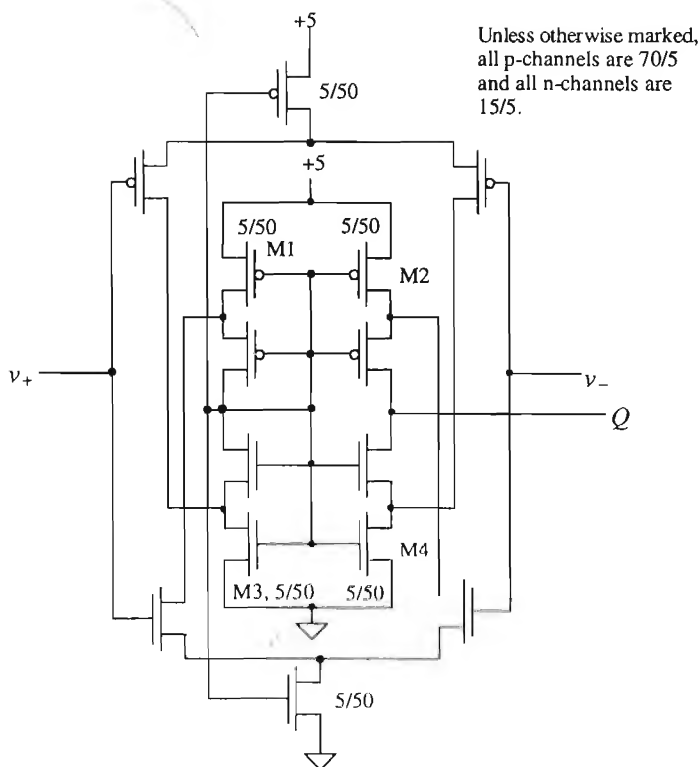 +5
Unless otherwise marked,
all p-channels are 70/5
and all n-channels are
15/5.
5/50
+5
5/50
5/50
M1
M2
v+
v−
Q
M4
M3, 5/50
5/50
5/50